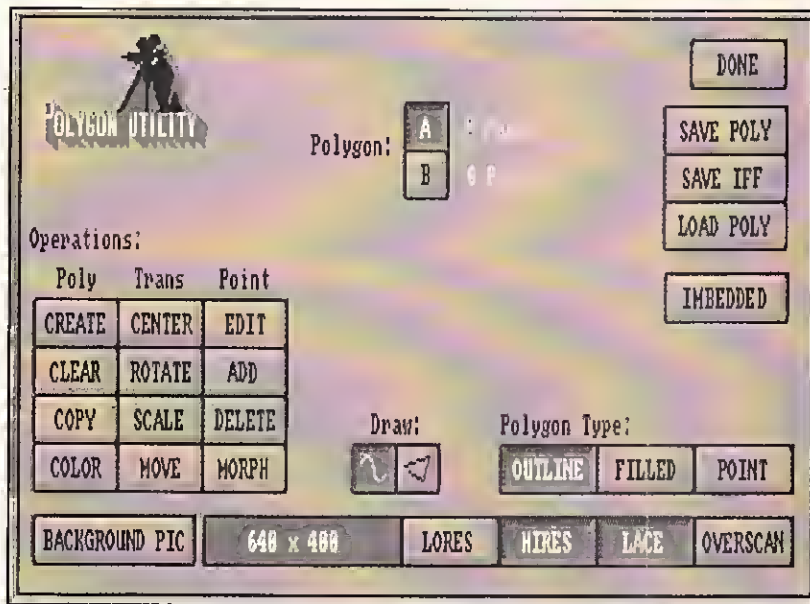 DONE
POLYGON UTILITY
Polygon: A
B
SAVE POLY
SAVE IFF
LOAD POLY
IMBEDDED
Operations:
Poly Trans Point
CREATE CENTER EDIT
CLEAR ROTATE ADD
COPY SCALE DELETE
COLOR MOVE MORPH
Draw: Polygon Type:
OUTLINE FILLED POINT
BACKGROUND PIC 640 x 400 LORES HIRES LACE OVERSCAN